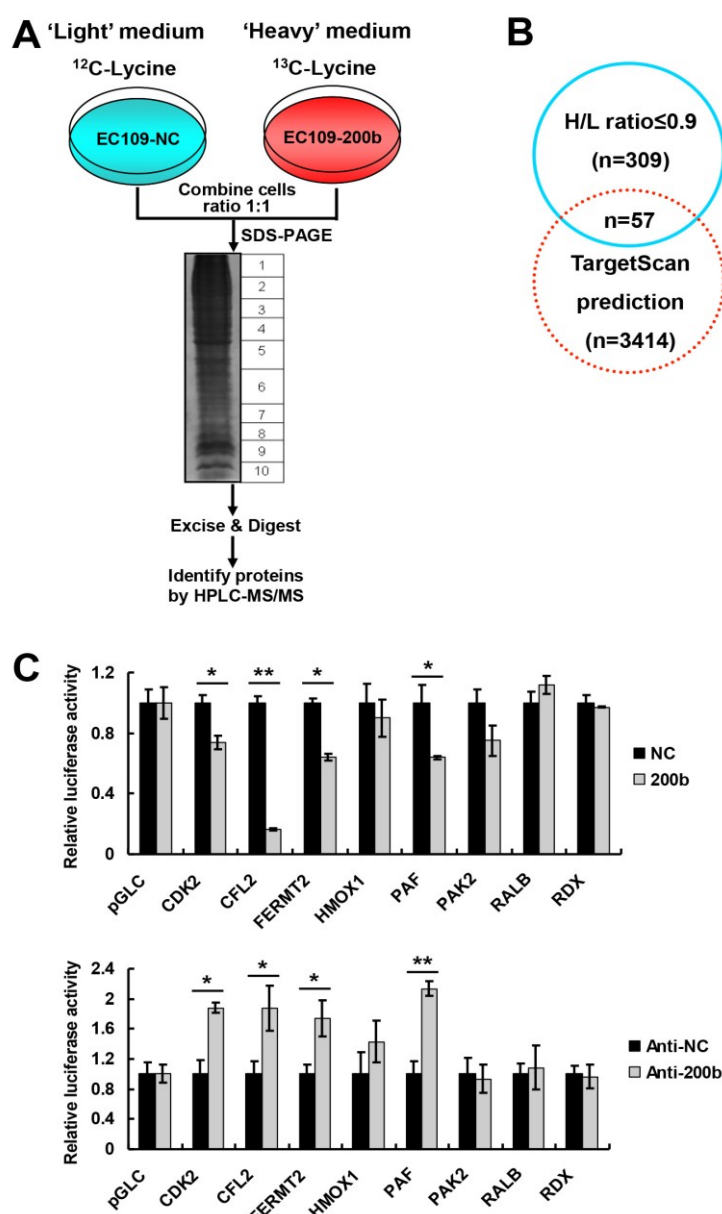 A
'Light' medium
'Heavy' medium
12C-Lycine
13C-Lycine
EC109-NC
EC109-200b
Combine cells
ratio 1:1
SDS-PAGE
1
2
3
4
5
6
7
8
9
10
Excise & Digest
Identify proteins
by HPLC-MS/MS
B
H/L ratio≤0.9
(n=309)
n=57
TargetScan
prediction
(n=3414)
C
Relative luciferase activity
1.2
0.8
0.4
0
* ** * *
NC
200b
pGLC
CDK2
CFL2
FERMT2
HMOX1
PAF
PAK2
RALB
RDX
Relative luciferase activity
2.4
2
1.6
1.2
0.8
0.4
0
* * * **
Anti-NC
Anti-200b
pGLC
CDK2
CFL2
FERMT2
HMOX1
PAF
PAK2
RALB
RDX